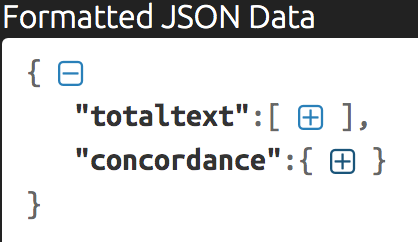 Formatted JSON Data
{
"totaltext":[ ],
"concordance":{ }
}